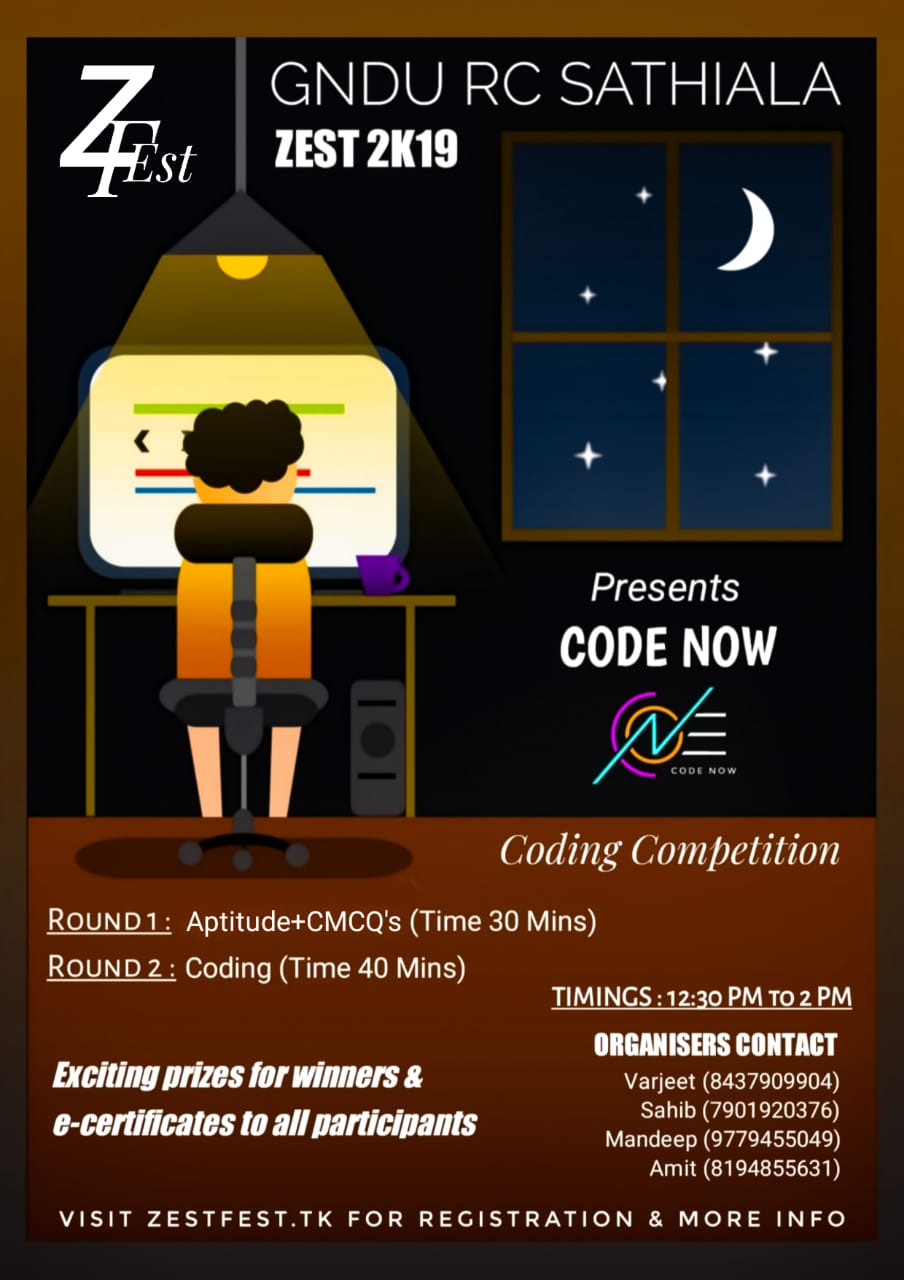 Z4Est
GNDU RC SATHIALA
ZEST 2K19
Presents
CODE NOW
CNE
CODE NOW
Coding Competition
ROUND 1 : Aptitude+CMCQ's (Time 30 Mins)
ROUND 2 : Coding (Time 40 Mins)
TIMINGS : 12:30 PM TO 2 PM
ORGANISERS CONTACT
Varjeet (8437909904)
Sahib (7901920376)
Mandeep (9779455049)
Amit (8194855631)
Exciting prizes for winners &
e-certificates to all participants
VISIT ZESTFEST.TK FOR REGISTRATION & MORE INFO